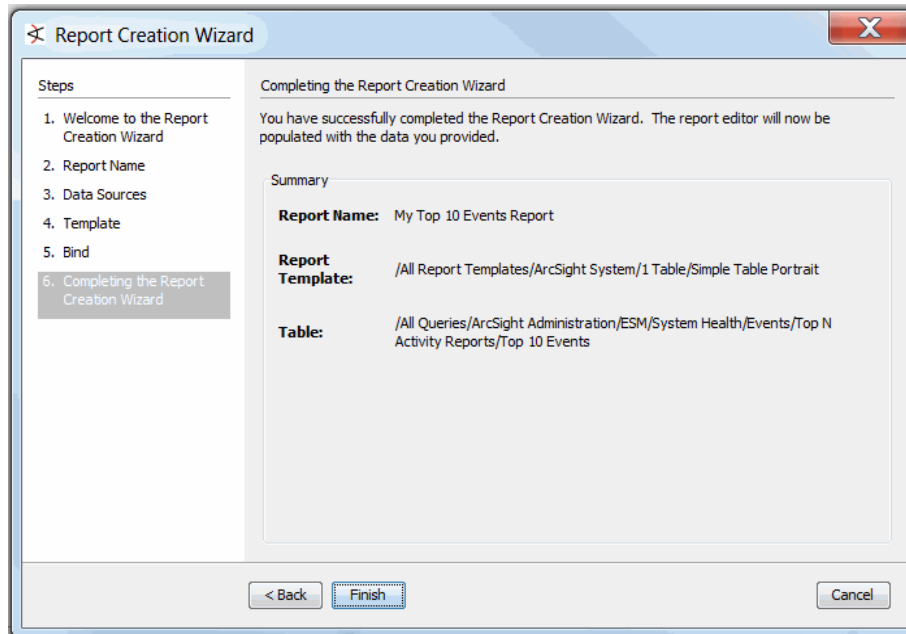 Report Creation Wizard
Steps
1. Welcome to the Report
Creation Wizard
2. Report Name
3. Data Sources
4. Template
5. Bind
6. Completing the Report
Creation Wizard
Completing the Report Creation Wizard
You have successfully completed the Report Creation Wizard. The report editor will now be
populated with the data you provided.
Summary
Report Name: My Top 10 Events Report
Report
Template: /All Report Templates/ArcSight System/1 Table/Simple Table Portrait
Table: /All Queries/ArcSight Administration/ESM/System Health/Events/Top N
Activity Reports/Top 10 Events
< Back
Finish
Cancel